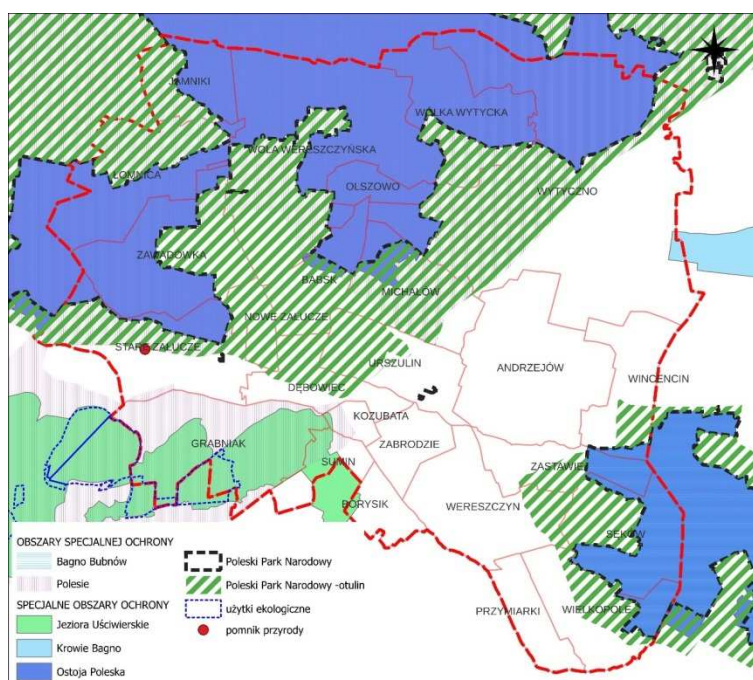 JAMNIKI
WÓLKA WYTYCKA
WOLA WERESZCZYŃSKA
ŁOMNICA
OLSZOWO
WYTYCZNO
ZAWADÓWKA
BABSK
MICHAŁÓW
NOWE ZAŁUCZE
STARE ZAŁUCZE
URSZULIN
ANDRZEJÓW
WINCENCIN
DĘBOWIEC
KOZUBATA
GRABNIAK
ZABRODZIE
SUMIN
ZASTAWIE
BORYSIK
WERESZCZYN
SĘKÓW
PRZYMIARKI
WIELKOPOLE
OBSZARY SPECJALNEJ OCHRONY
Bagno Bubnów
Polesie
SPECJALNE OBSZARY OCHRONY
Jeziora Uściwierskie
Krowie Bagno
Ostoja Poleska
Poleski Park Narodowy
Poleski Park Narodowy -otulin
użytki ekologiczne
pomnik przyrody